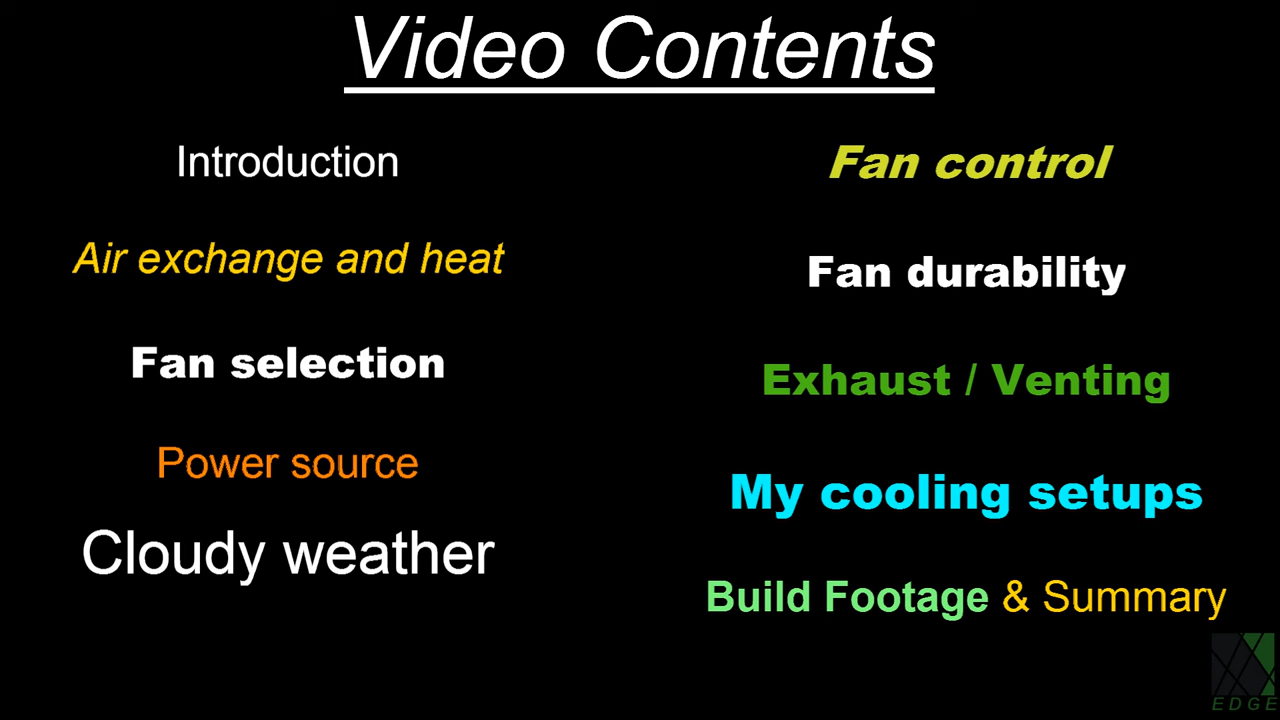 Video Contents
Introduction
Air exchange and heat
Fan selection
Power source
Cloudy weather
Fan control
Fan durability
Exhaust / Venting
My cooling setups
Build Footage & Summary
EDGE